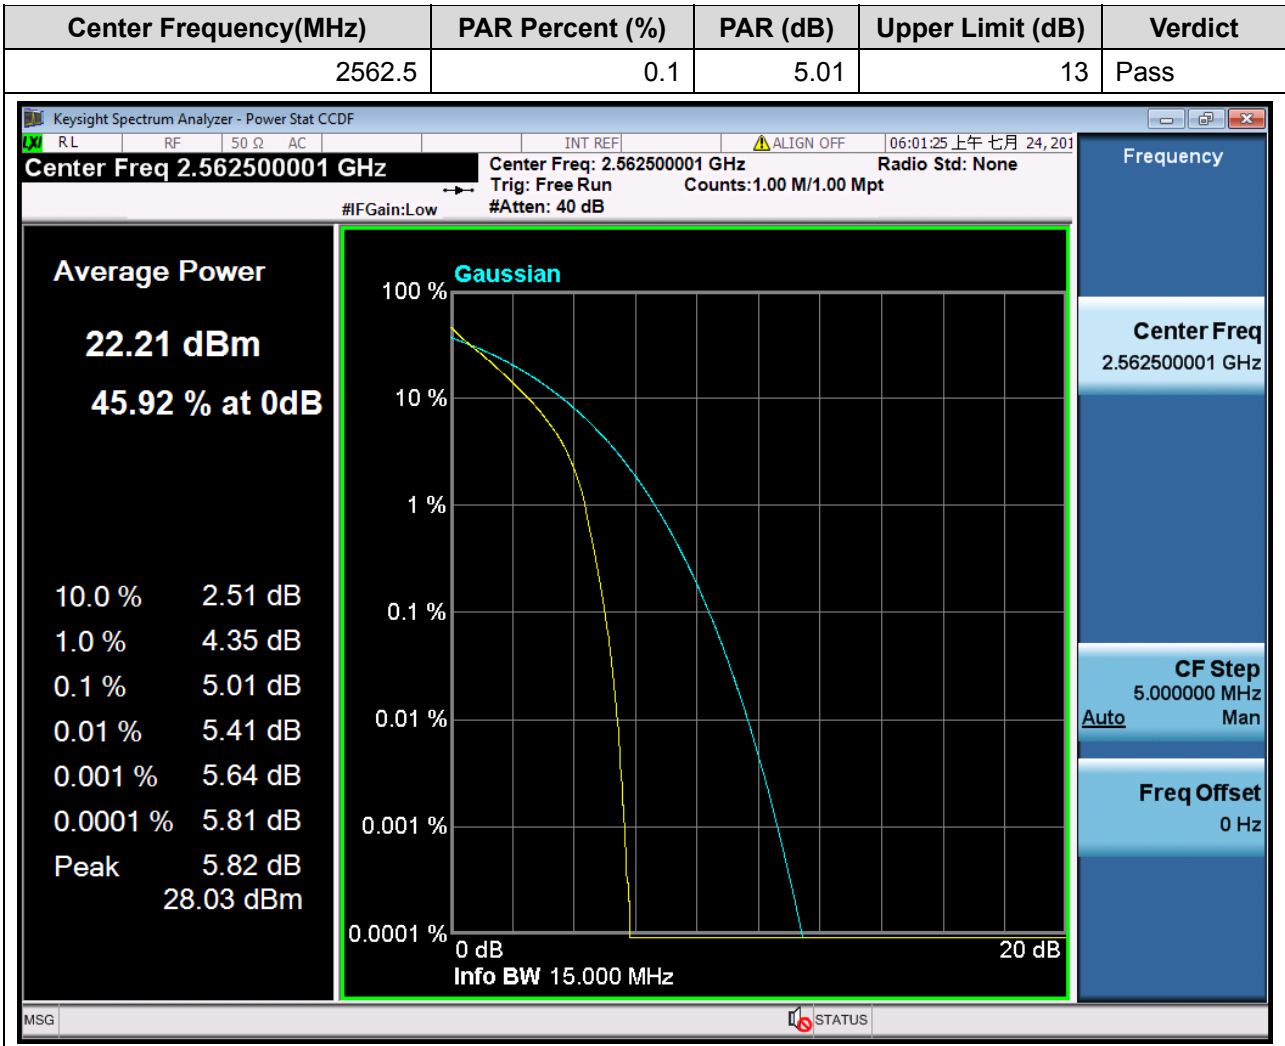 Center Frequency(MHz) PAR Percent (%) PAR (dB) Upper Limit (dB) Verdict
2562.5 0.1 5.01 13 Pass
Keysight Spectrum Analyzer - Power Stat CCDF
LXI RL RF 50 Ω AC INT REF ALIGN OFF 06:01:25 上午 七月 24, 201
Center Freq 2.562500001 GHz
Center Freq: 2.562500001 GHz Radio Std: None
Trig: Free Run Counts:1.00 M/1.00 Mpt
#IFGain:Low #Atten: 40 dB
Average Power
22.21 dBm
45.92 % at 0dB
10.0 % 2.51 dB
1.0 % 4.35 dB
0.1 % 5.01 dB
0.01 % 5.41 dB
0.001 % 5.64 dB
0.0001 % 5.81 dB
Peak 5.82 dB
28.03 dBm
Gaussian
100 %
10 %
1 %
0.1 %
0.01 %
0.001 %
0.0001 %
0 dB 20 dB
Info BW 15.000 MHz
Frequency
Center Freq
2.562500001 GHz
CF Step
5.000000 MHz
Auto Man
Freq Offset
0 Hz
MSG STATUS